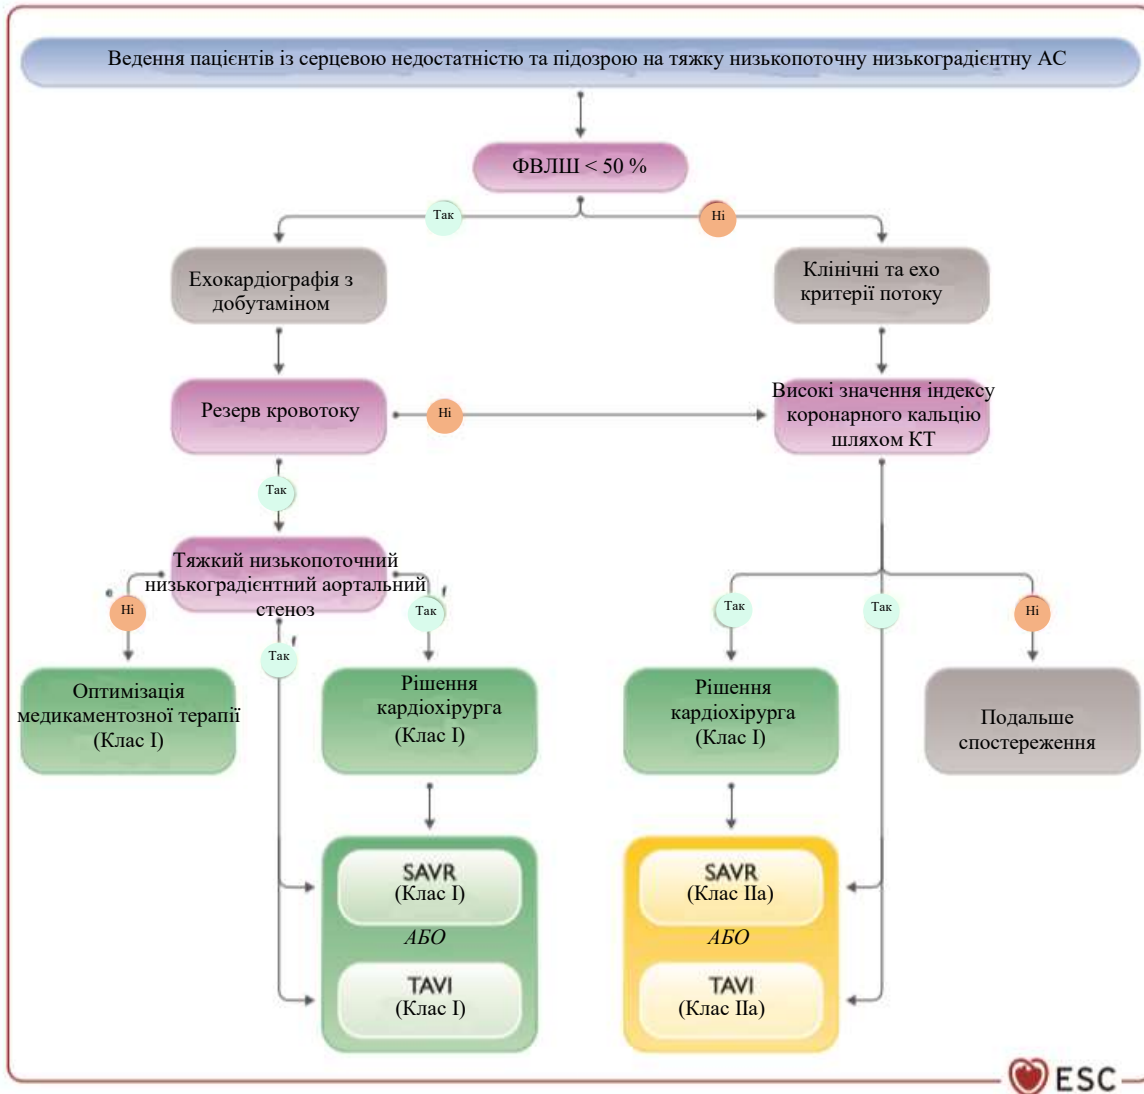 Ведення пацієнтів із серцевою недостатністю та підозрою на тяжку низькопоточну низькоградієнтну АС
ФВЛШ < 50 %
Так
Ні
Ехокардіографія з
добутаміном
Клінічні та ехо
критерії потоку
Резерв кровотоку
Ні
Високі значення індексу
коронарного кальцію
шляхом КТ
Так
Тяжкий низькопоточний
низькоградієнтний аортальний
стеноз
e
Ні
Так
f
Так
f
Так
Так
Ні
Оптимізація
медикаментозної терапії
(Клас I)
Рішення
кардіохірурга
(Клас I)
Рішення
кардіохірурга
(Клас I)
Подальше
спостереження
SAVR
(Клас I)
АБО
TAVI
(Клас I)
SAVR
(Клас IIa)
АБО
TAVI
(Клас IIa)
ESC